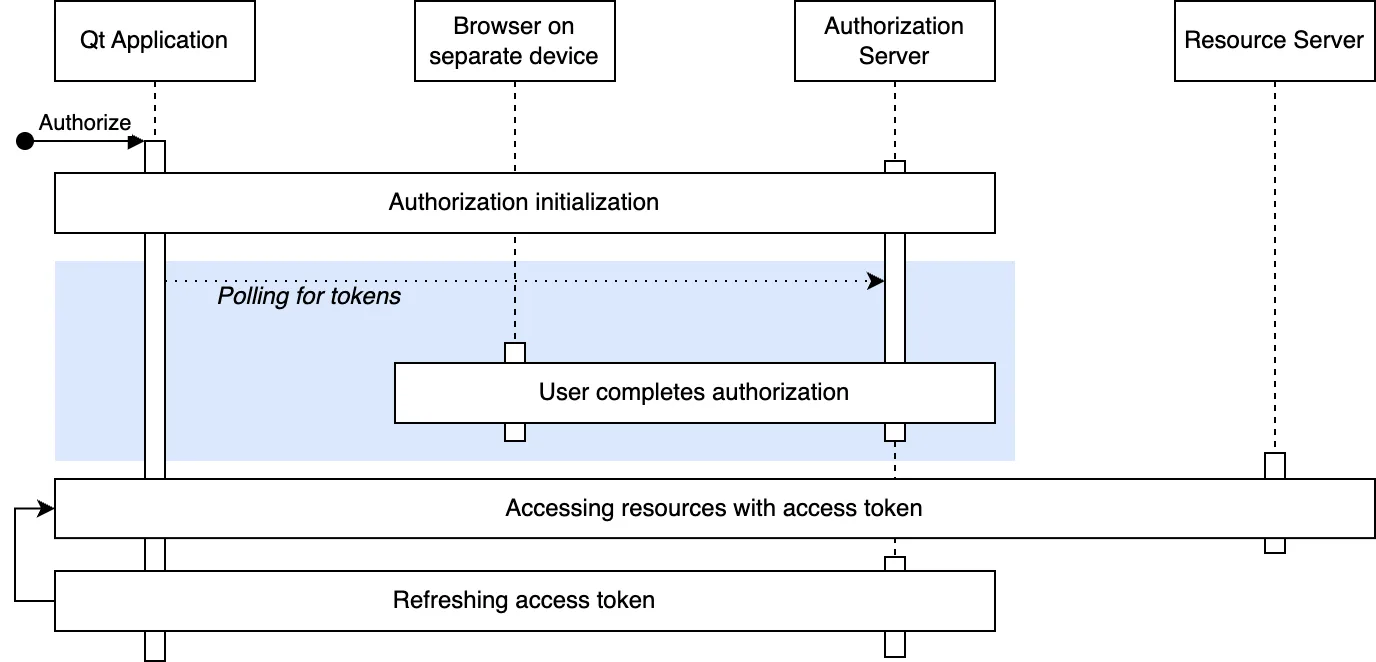 Qt Application
Browser on
separate device
Authorization
Server
Resource Server
Authorize
Authorization initialization
Polling for tokens
User completes authorization
Accessing resources with access token
Refreshing access token